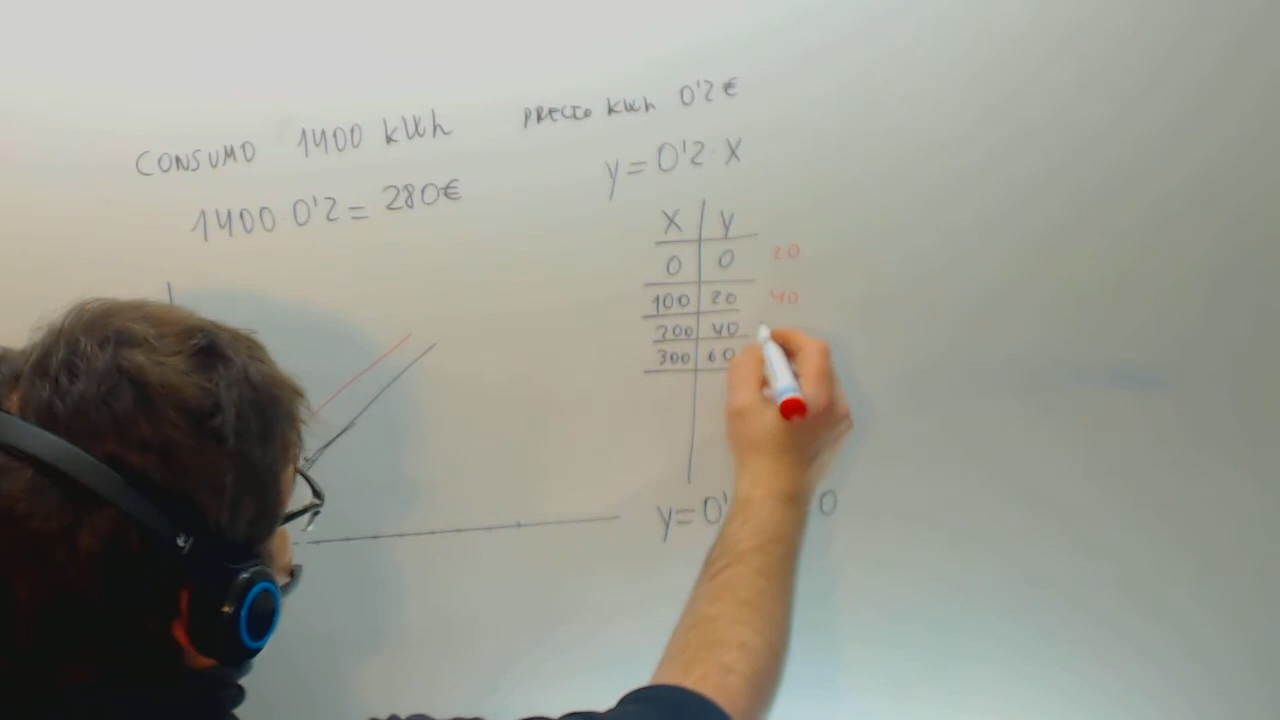 CONSUMO 1400 kWh PRECIO kWh 0'2€
1400 0'2 = 280€ y = 0'2 · X
X y
0 0 20
100 20 40
200 40
300 60
y = 0' 0